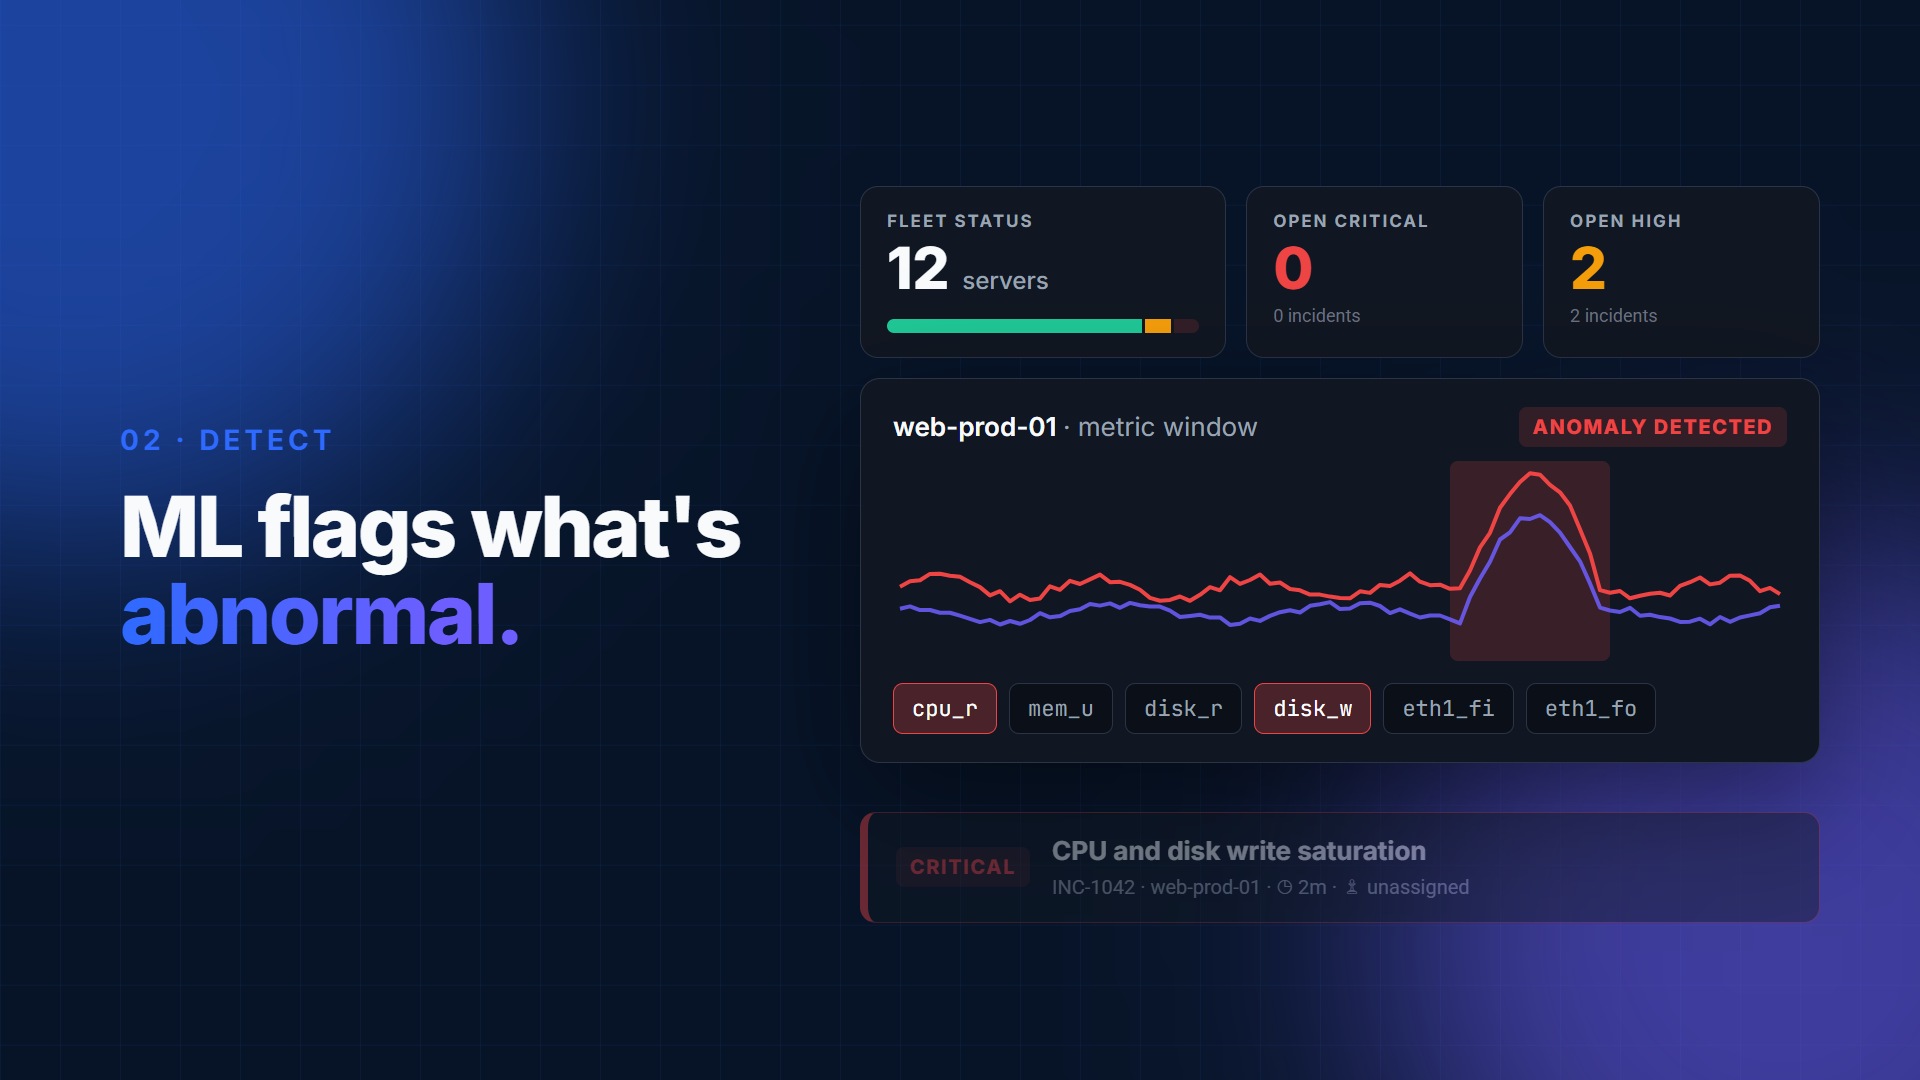 02 · DETECT
ML flags what's
abnormal.
FLEET STATUS
12 servers
OPEN CRITICAL
0
0 incidents
OPEN HIGH
2
2 incidents
web-prod-01 · metric window
ANOMALY DETECTED
cpu_r
mem_u
disk_r
disk_w
eth1_fi
eth1_fo
CRITICAL
CPU and disk write saturation
INC-1042 · web-prod-01 · 2m · unassigned